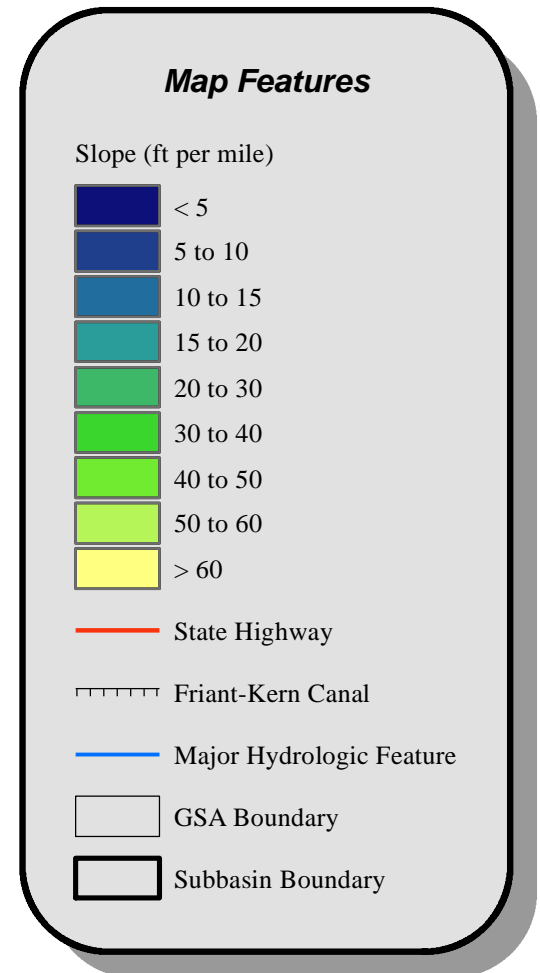 Map Features
Slope (ft per mile)
< 5
5 to 10
10 to 15
15 to 20
20 to 30
30 to 40
40 to 50
50 to 60
> 60
State Highway
Friant-Kern Canal
Major Hydrologic Feature
GSA Boundary
Subbasin Boundary